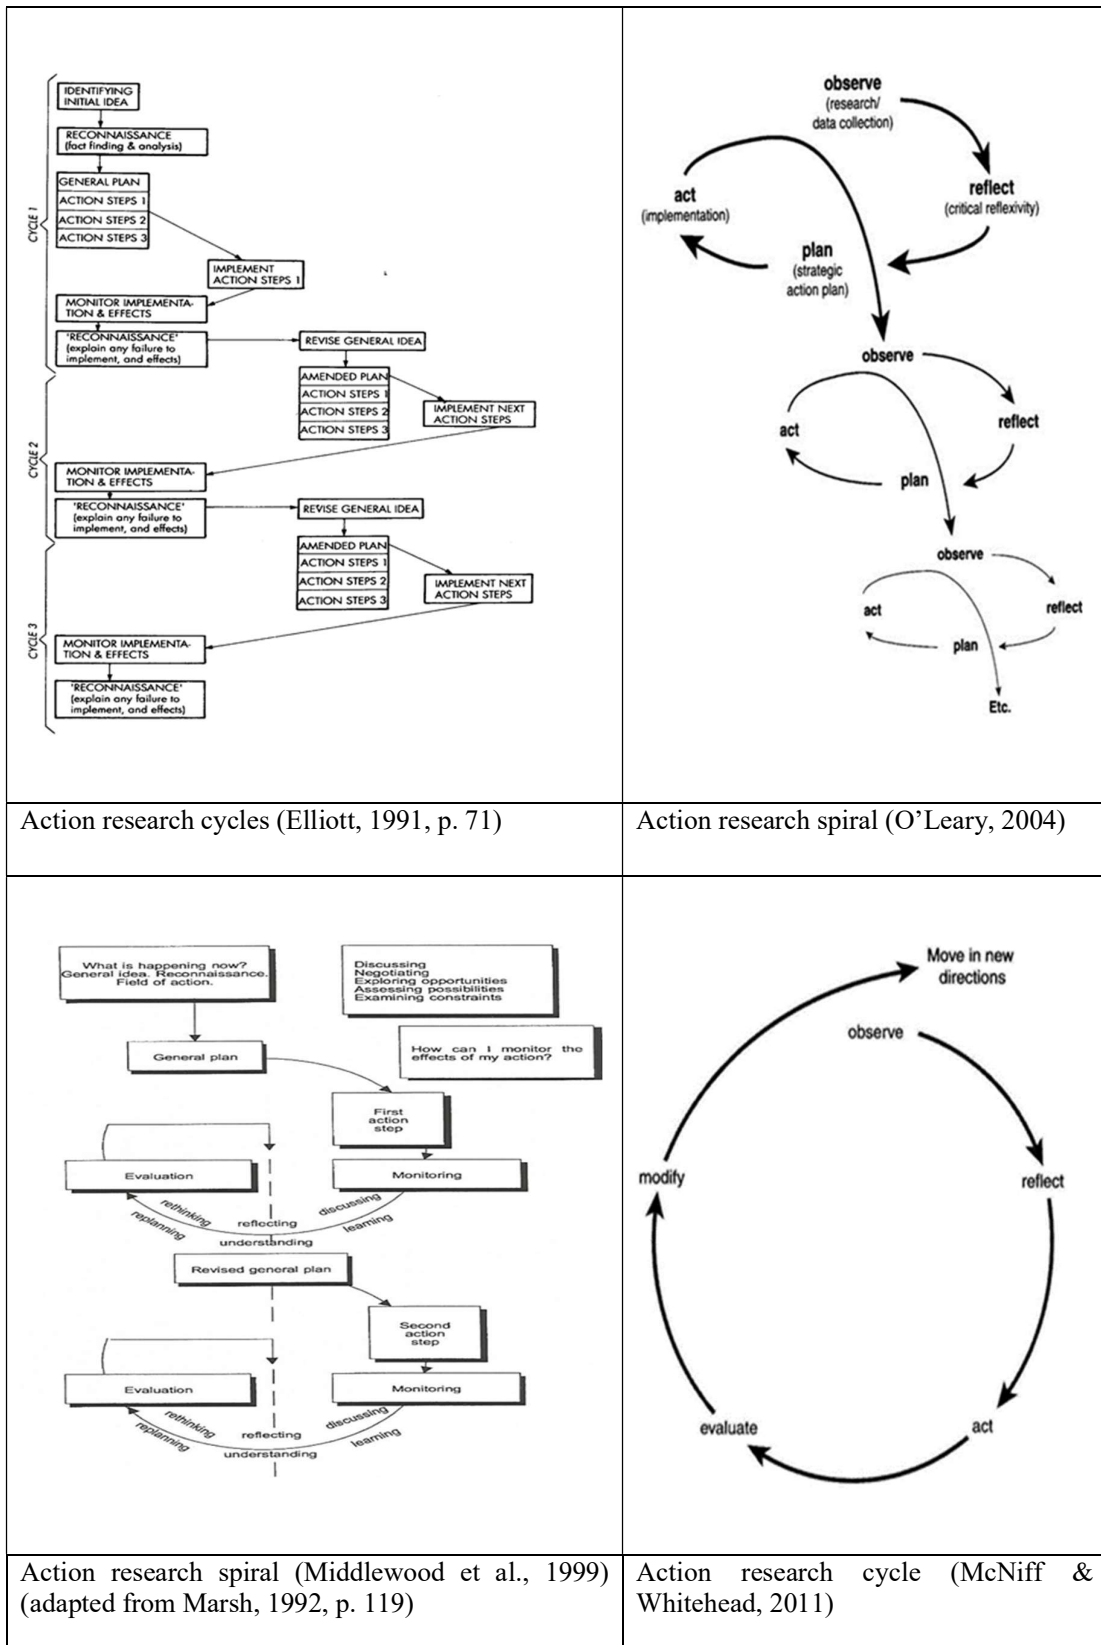 CYCLE 1
IDENTIFYING
INITIAL IDEA
RECONNAISSANCE
(fact finding & analysis)
GENERAL PLAN
ACTION STEPS 1
ACTION STEPS 2
ACTION STEPS 3
IMPLEMENT
ACTION STEPS 1
MONITOR IMPLEMENTA-
TION & EFFECTS
'RECONNAISSANCE'
(explain any failure to
implement, and effects)
REVISE GENERAL IDEA
CYCLE 2
AMENDED PLAN
ACTION STEPS 1
ACTION STEPS 2
ACTION STEPS 3
IMPLEMENT NEXT
ACTION STEPS
MONITOR IMPLEMENTA-
TION & EFFECTS
'RECONNAISSANCE'
(explain any failure to
implement, and effects)
REVISE GENERAL IDEA
CYCLE 3
AMENDED PLAN
ACTION STEPS 1
ACTION STEPS 2
ACTION STEPS 3
IMPLEMENT NEXT
ACTION STEPS
MONITOR IMPLEMENTA-
TION & EFFECTS
'RECONNAISSANCE'
(explain any failure to
implement, and effects)
observe
(research/
data collection)
reflect
(critical reflexivity)
act
(implementation)
plan
(strategic
action plan)
observe
reflect
act
plan
observe
reflect
act
plan
Etc.
Action research cycles (Elliott, 1991, p. 71)
Action research spiral (O’Leary, 2004)
What is happening now?
General idea. Reconnaissance.
Field of action.
Discussing
Negotiating
Exploring opportunities
Assessing possibilities
Examining constraints
How can I monitor the
effects of my action?
General plan
First
action
step
Evaluation
Monitoring
rethinking
replanning
reflecting
understanding
discussing
learning
Revised general plan
Second
action
step
Evaluation
Monitoring
rethinking
replanning
reflecting
understanding
discussing
learning
Move in new
directions
observe
modify
reflect
evaluate
act
Action research spiral (Middlewood et al., 1999)
(adapted from Marsh, 1992, p. 119)
Action research cycle (McNiff &
Whitehead, 2011)